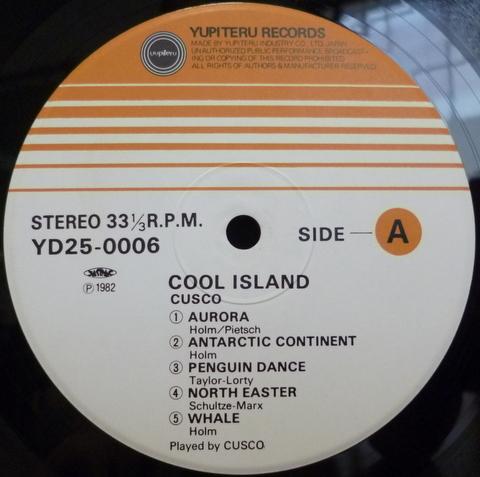 yupiteru
YUPITERU RECORDS
MADE BY YUPITERU INDUSTRY CO. LTD. JAPAN
UNAUTHORIZED PUBLIC PERFORMANCE BROADCAST-
ING OR COPYING OF THIS RECORD PROHIBITED
ALL RIGHTS OF AUTHORS & MANUFACTURER RESERVED
STEREO 33⅓ R.P.M.
YD25-0006
SIDE — A
Ⓟ 1982
COOL ISLAND
CUSCO
① AURORA
Holm/Pietsch
② ANTARCTIC CONTINENT
Holm
③ PENGUIN DANCE
Taylor-Lorty
④ NORTH EASTER
Schultze-Marx
⑤ WHALE
Holm
Played by CUSCO